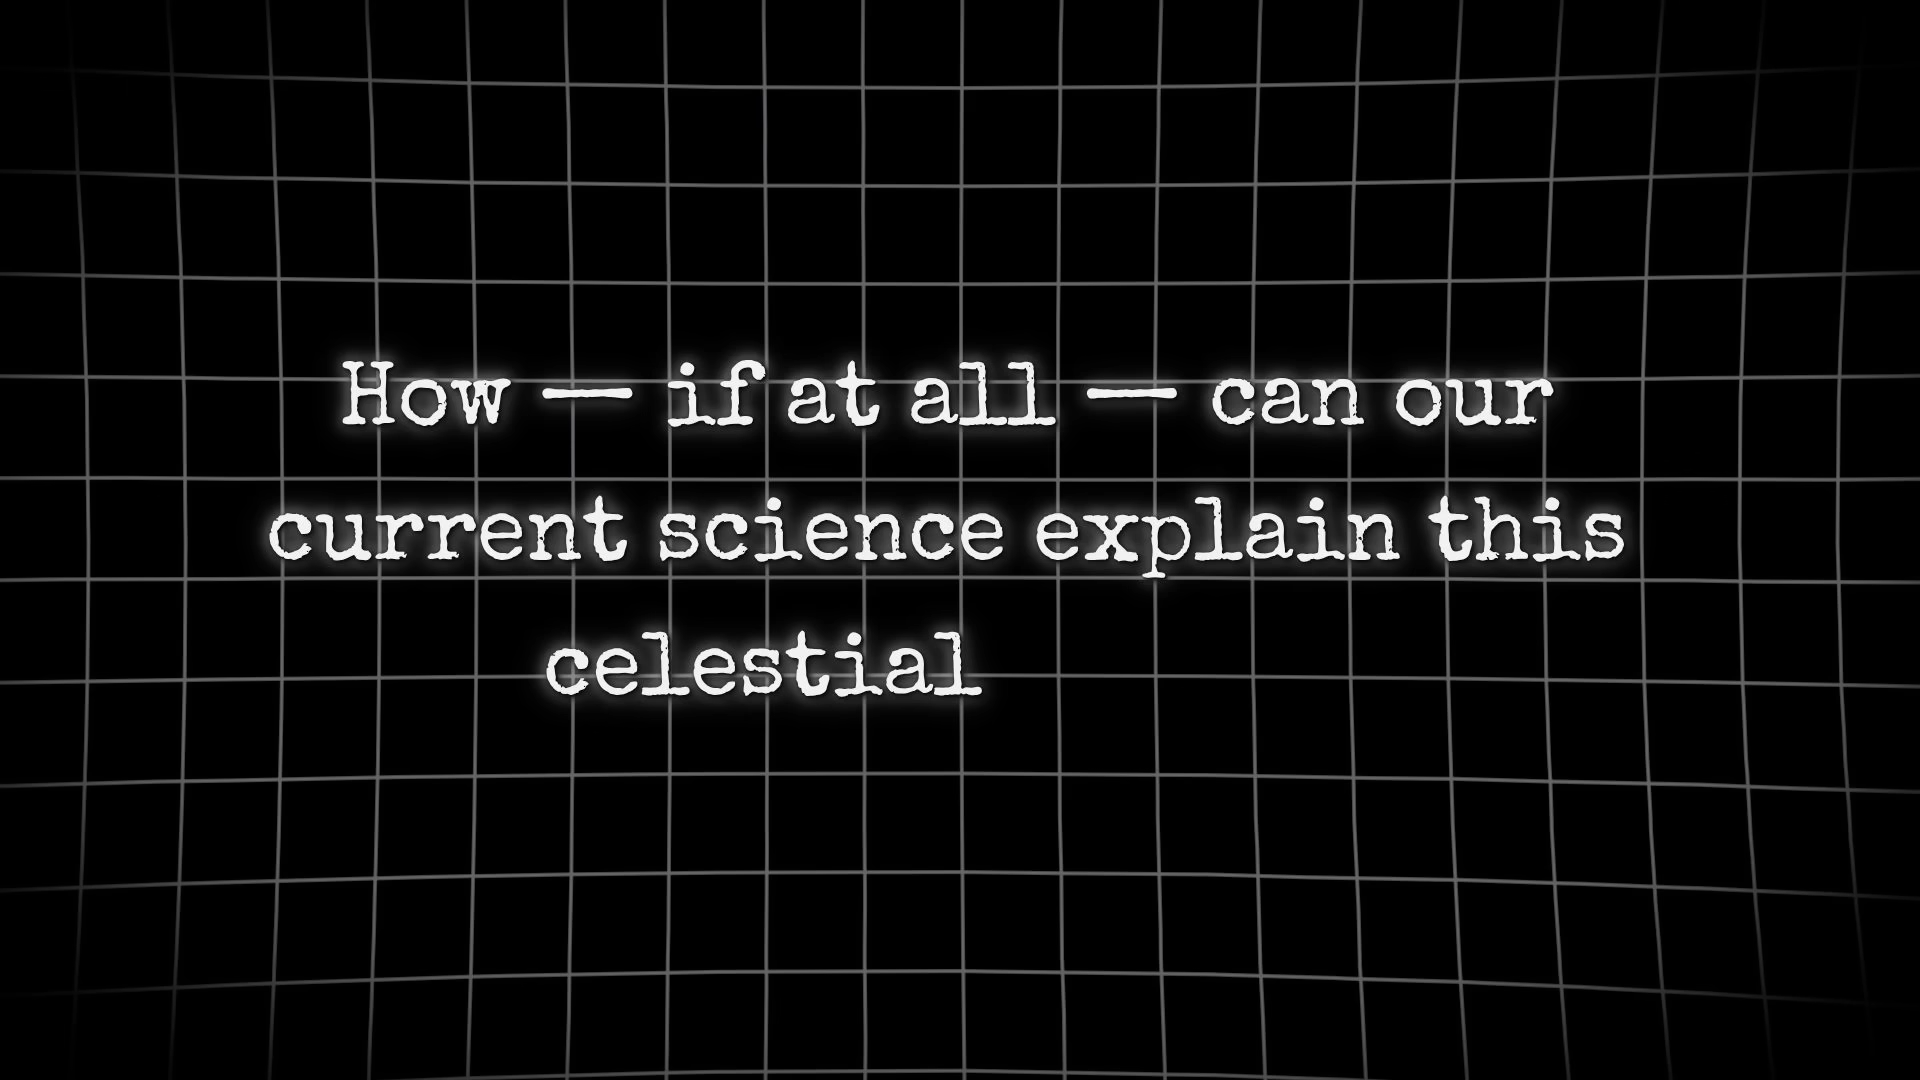 How — if at all — can our
current science explain this
celestial